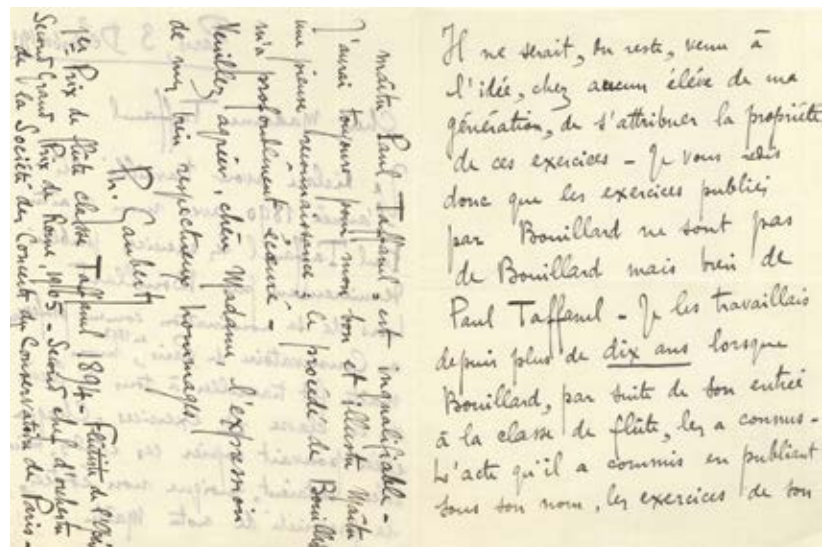 Il ne serait, du reste, venu à
l'idée, chez aucun élève de ma
génération, de s'attribuer la propriété
de ces exercices - Je vous redis
donc que les exercices publiés
par Bouillard ne sont pas
de Bouillard mais bien de
Paul Taffanel - Je les travaillais
depuis plus de dix ans lorsque
Bouillard, par suite de son entrée
à la classe de flûte, les a connus -
L'acte qu'il a commis en publiant
sous son nom, les exercices de son
maître Paul Taffanel, est inqualifiable -
J'aurai toujours pour mon bon et illustre Maître
une pieuse reconnaissance ; ce procédé de Bouillard
m'a profondément écœuré -
Veuillez agréer, chère Madame, l'expression
de mes bien respectueux hommages
Ph. Gaubert
1er Prix de flûte classe Taffanel 1894 - Flûtiste de l'Opé
Second Grand Prix de Rome 1905 - Second chef d'orchestre
de la Société des Concerts du Conservatoire de Paris -